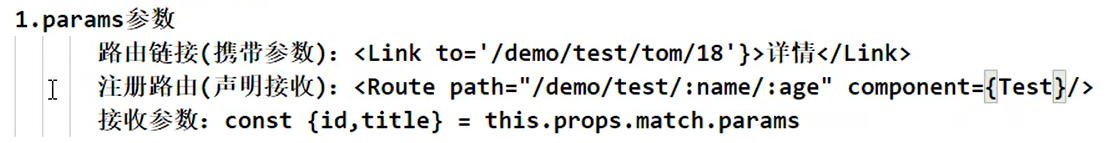 1.params参数
路由链接(携带参数)：<Link to='/demo/test/tom/18'}>详情</Link>
注册路由(声明接收)：<Route path="/demo/test/:name/:age" component={Test}/>
接收参数：const {id,title} = this.props.match.params